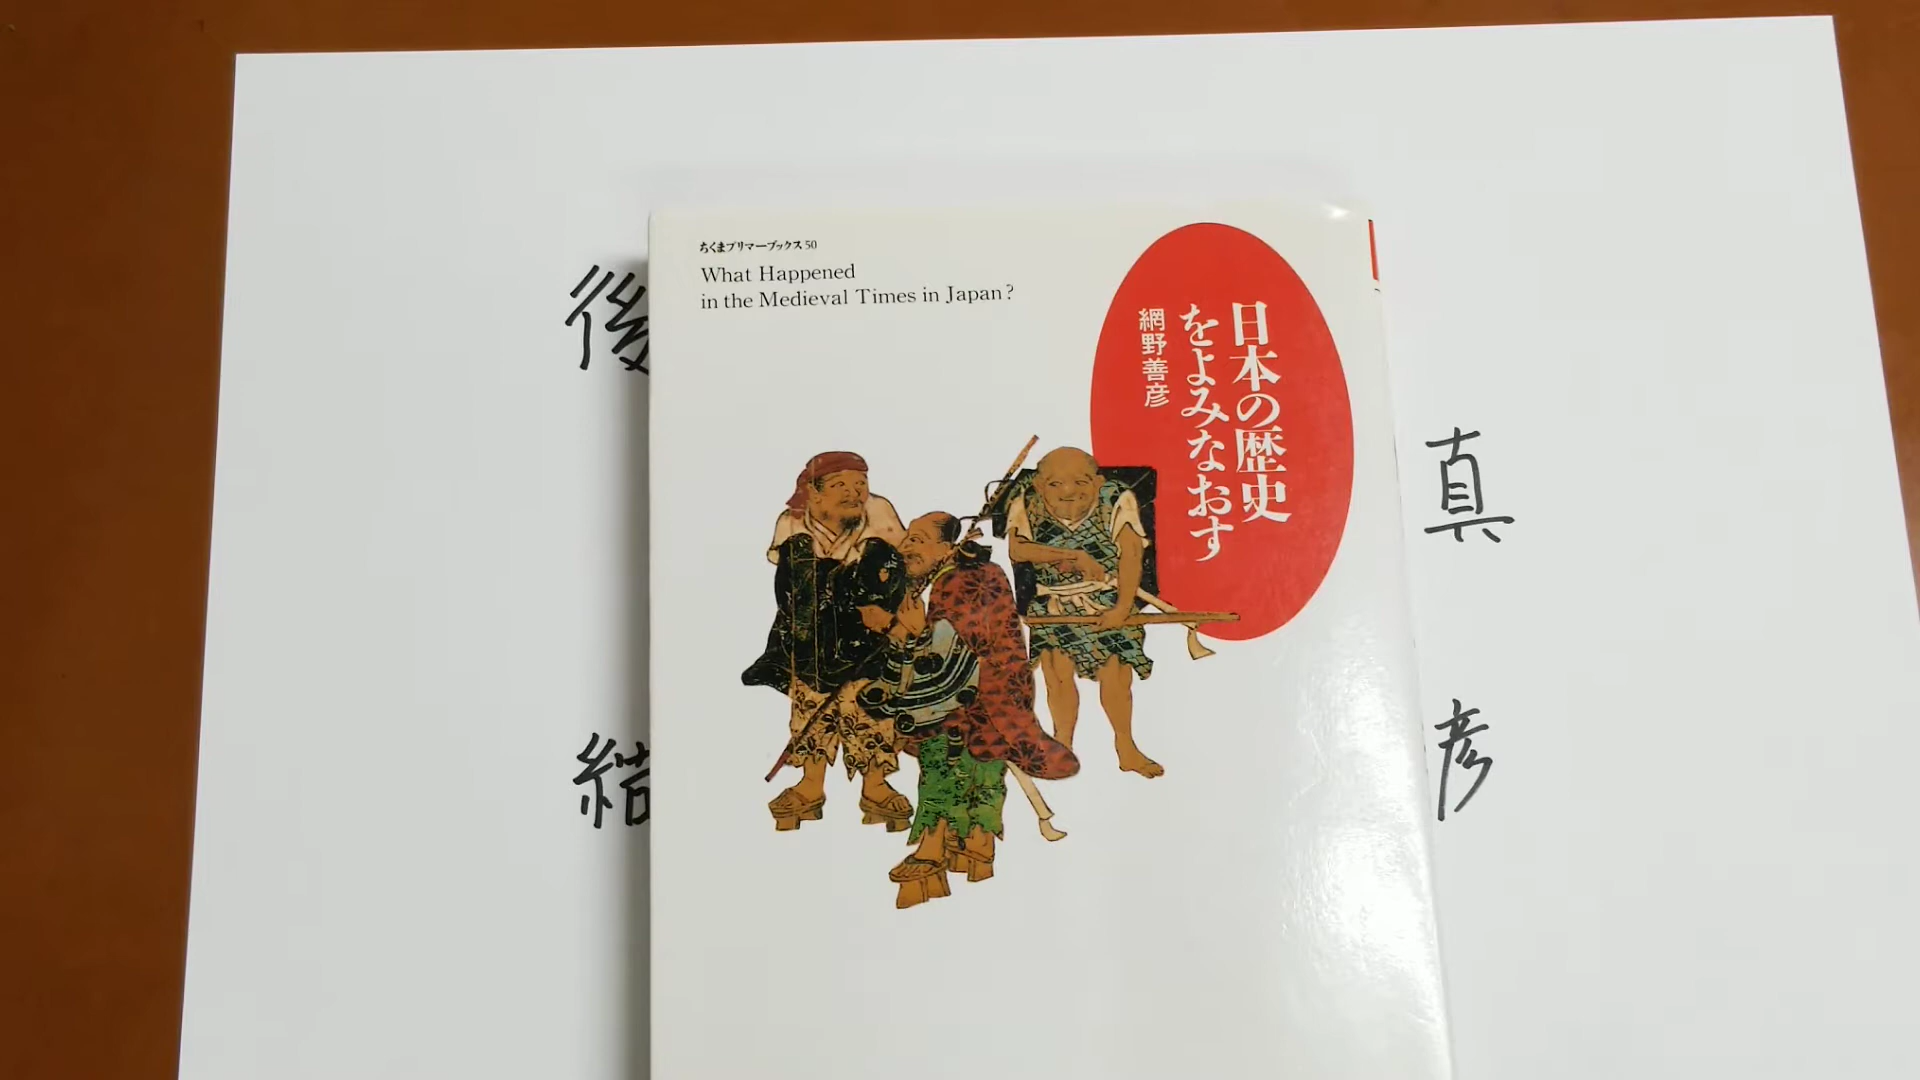 ちくまプリマーブックス50
What Happened
in the Medieval Times in Japan?
日本の歴史
をよみなおす
網野善彦
後
真
結
彦